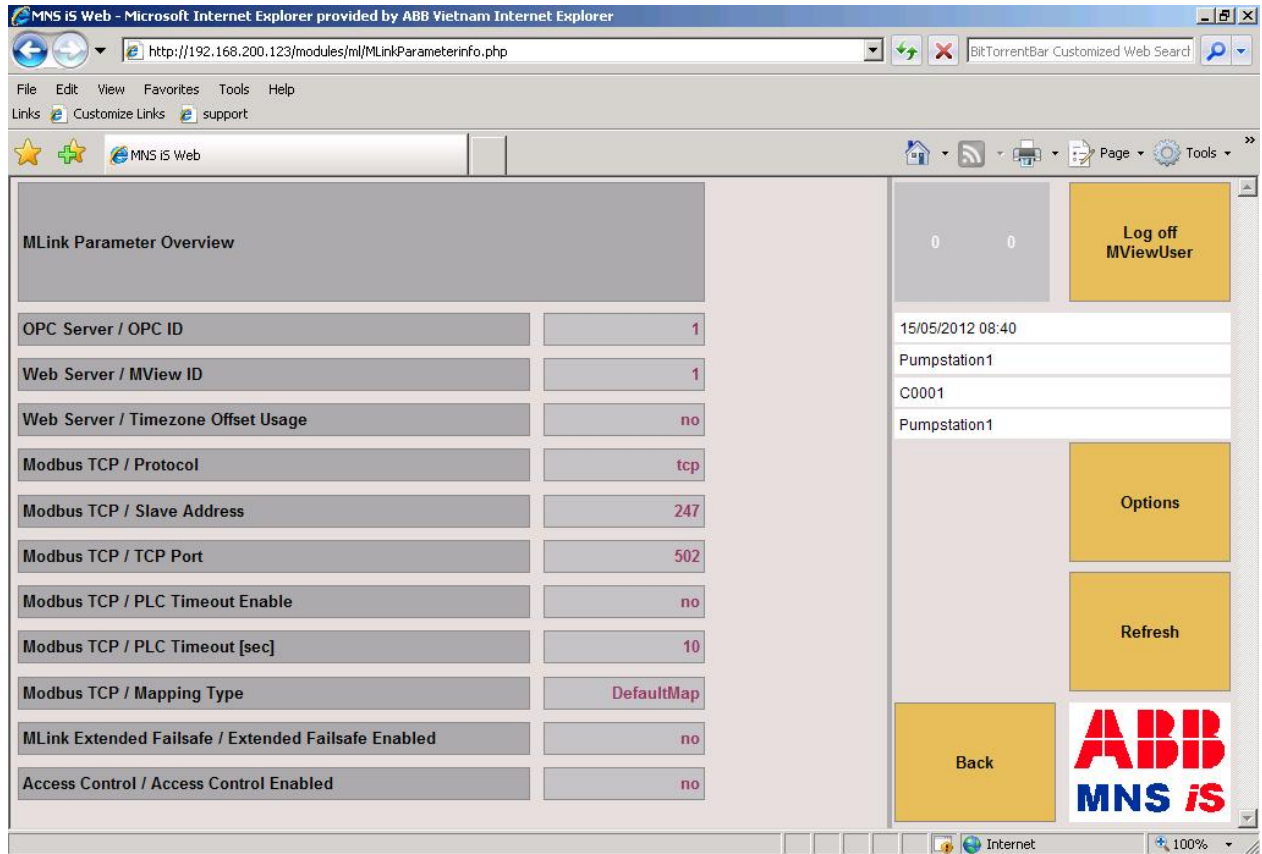 MNS iS Web - Microsoft Internet Explorer provided by ABB Vietnam Internet Explorer
http://192.168.200.123/modules/ml/MLinkParameterinfo.php
BitTorrentBar Customized Web Search
File Edit View Favorites Tools Help
Links Customize Links support
MNS iS Web
Page Tools
MLink Parameter Overview
0 0
Log off
MViewUser
OPC Server / OPC ID 1
Web Server / MView ID 1
Web Server / Timezone Offset Usage no
Modbus TCP / Protocol tcp
Modbus TCP / Slave Address 247
Modbus TCP / TCP Port 502
Modbus TCP / PLC Timeout Enable no
Modbus TCP / PLC Timeout [sec] 10
Modbus TCP / Mapping Type DefaultMap
MLink Extended Failsafe / Extended Failsafe Enabled no
Access Control / Access Control Enabled no
15/05/2012 08:40
Pumpstation1
C0001
Pumpstation1
Options
Refresh
Back
ABB
MNS iS
Internet
100%